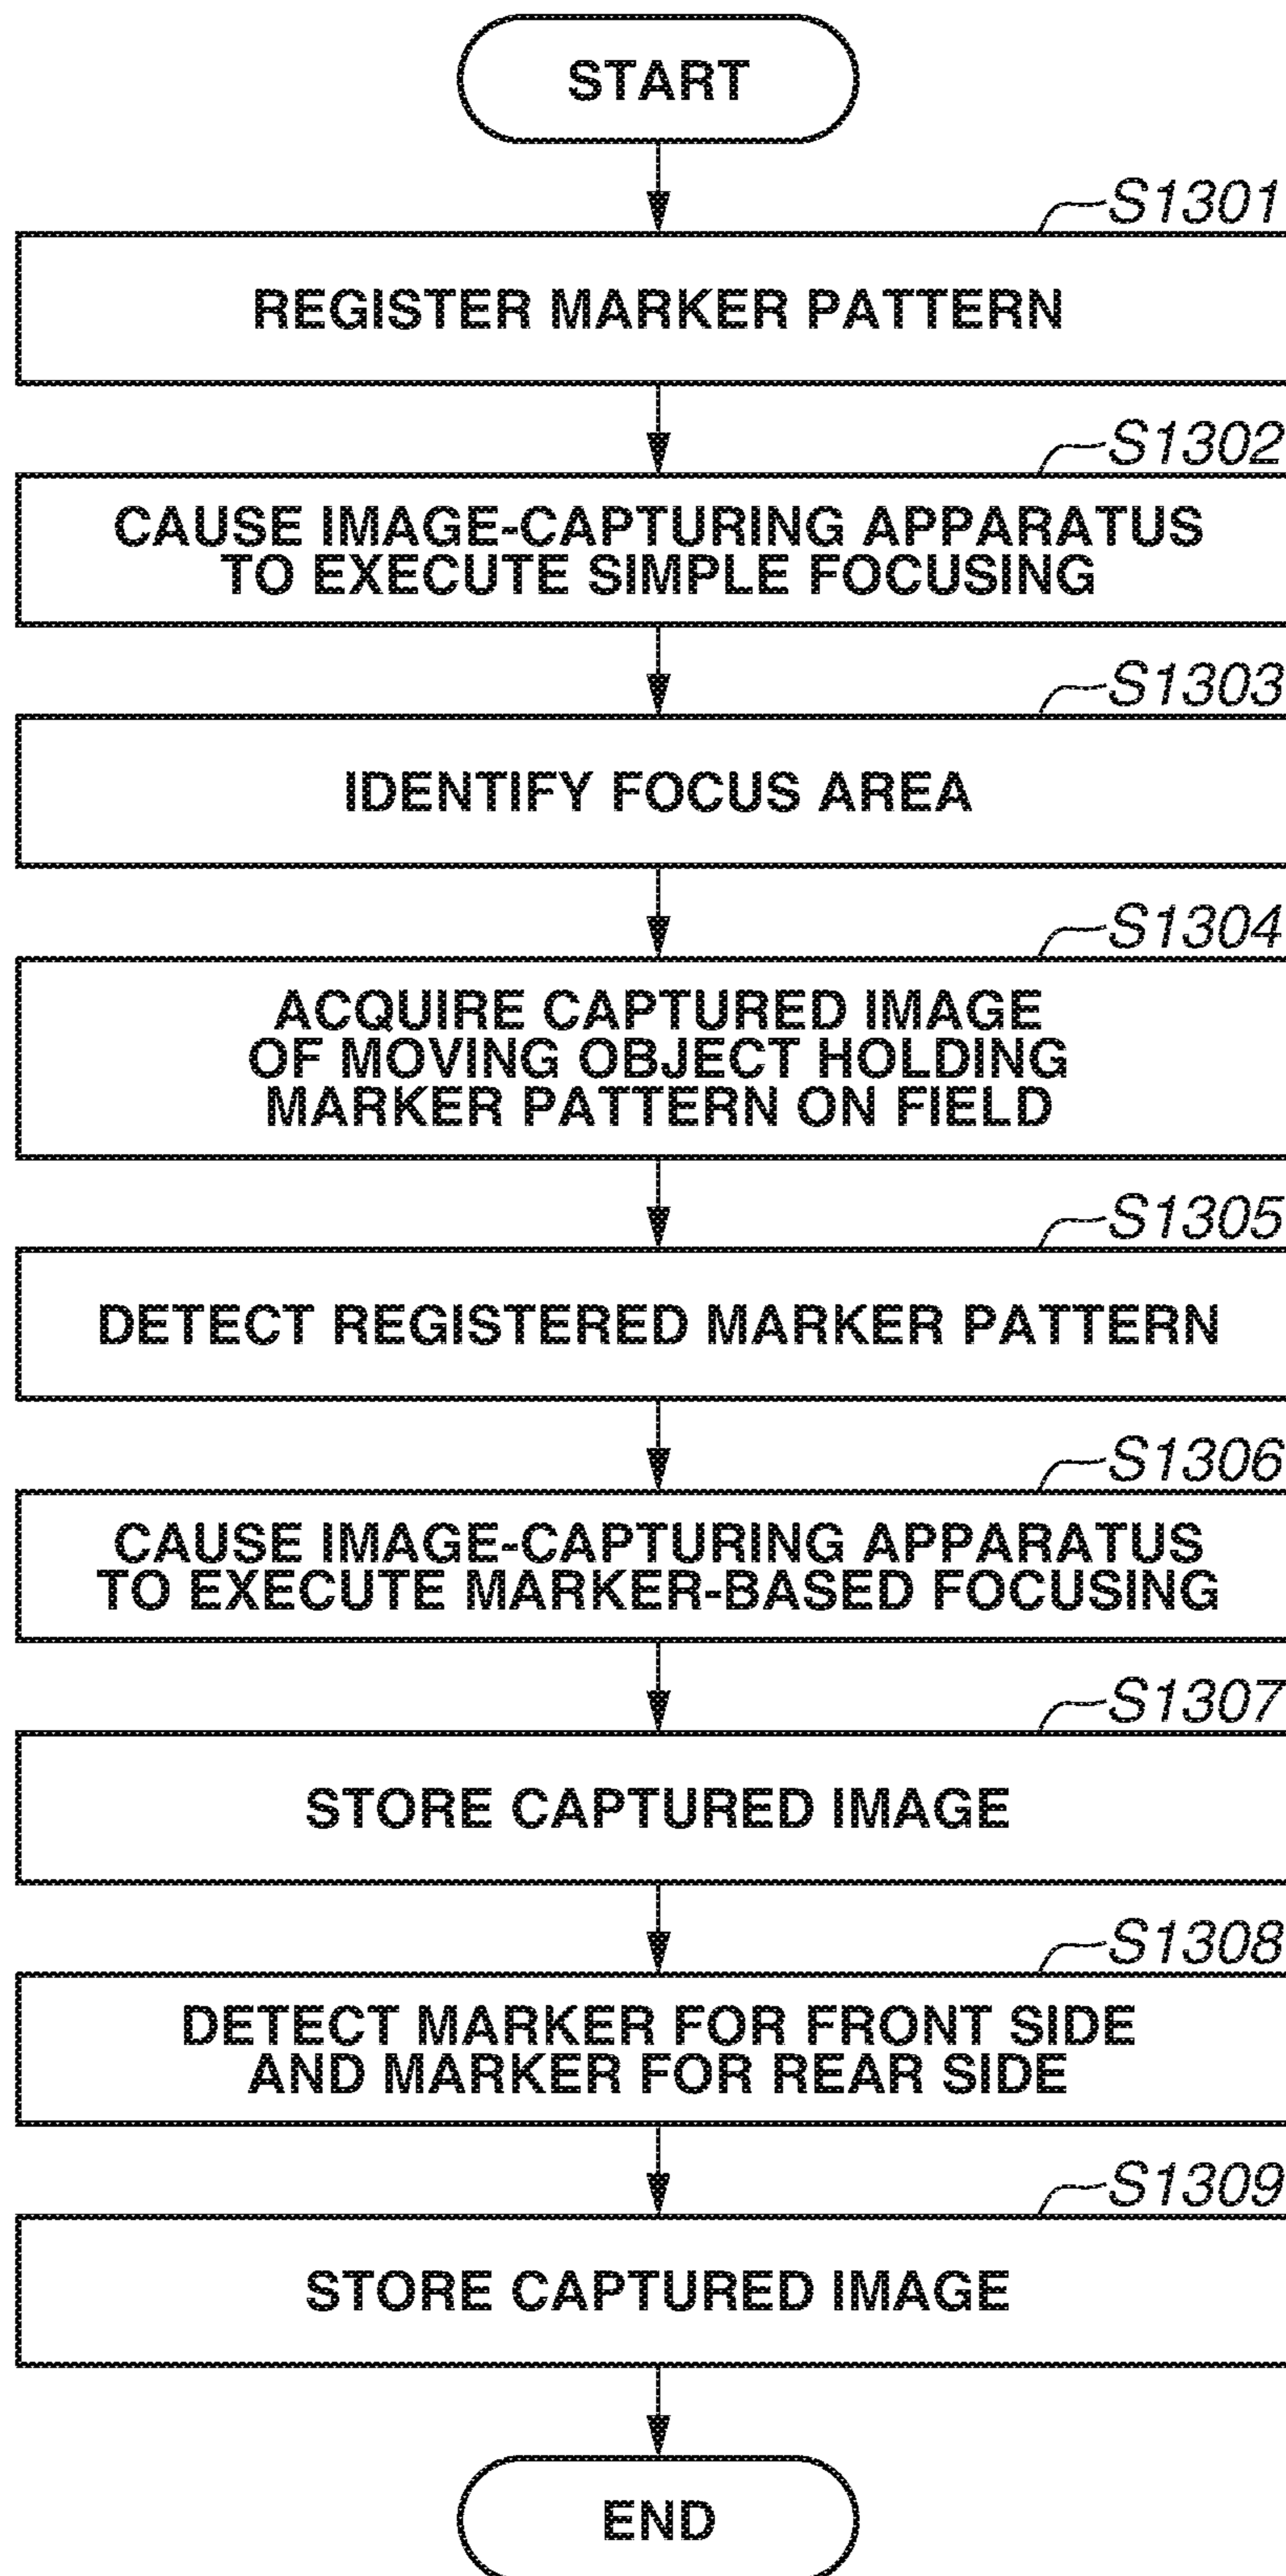 START
S1301
REGISTER MARKER PATTERN
S1302
CAUSE IMAGE-CAPTURING APPARATUS
TO EXECUTE SIMPLE FOCUSING
S1303
IDENTIFY FOCUS AREA
S1304
ACQUIRE CAPTURED IMAGE
OF MOVING OBJECT HOLDING
MARKER PATTERN ON FIELD
S1305
DETECT REGISTERED MARKER PATTERN
S1306
CAUSE IMAGE-CAPTURING APPARATUS
TO EXECUTE MARKER-BASED FOCUSING
S1307
STORE CAPTURED IMAGE
S1308
DETECT MARKER FOR FRONT SIDE
AND MARKER FOR REAR SIDE
S1309
STORE CAPTURED IMAGE
END